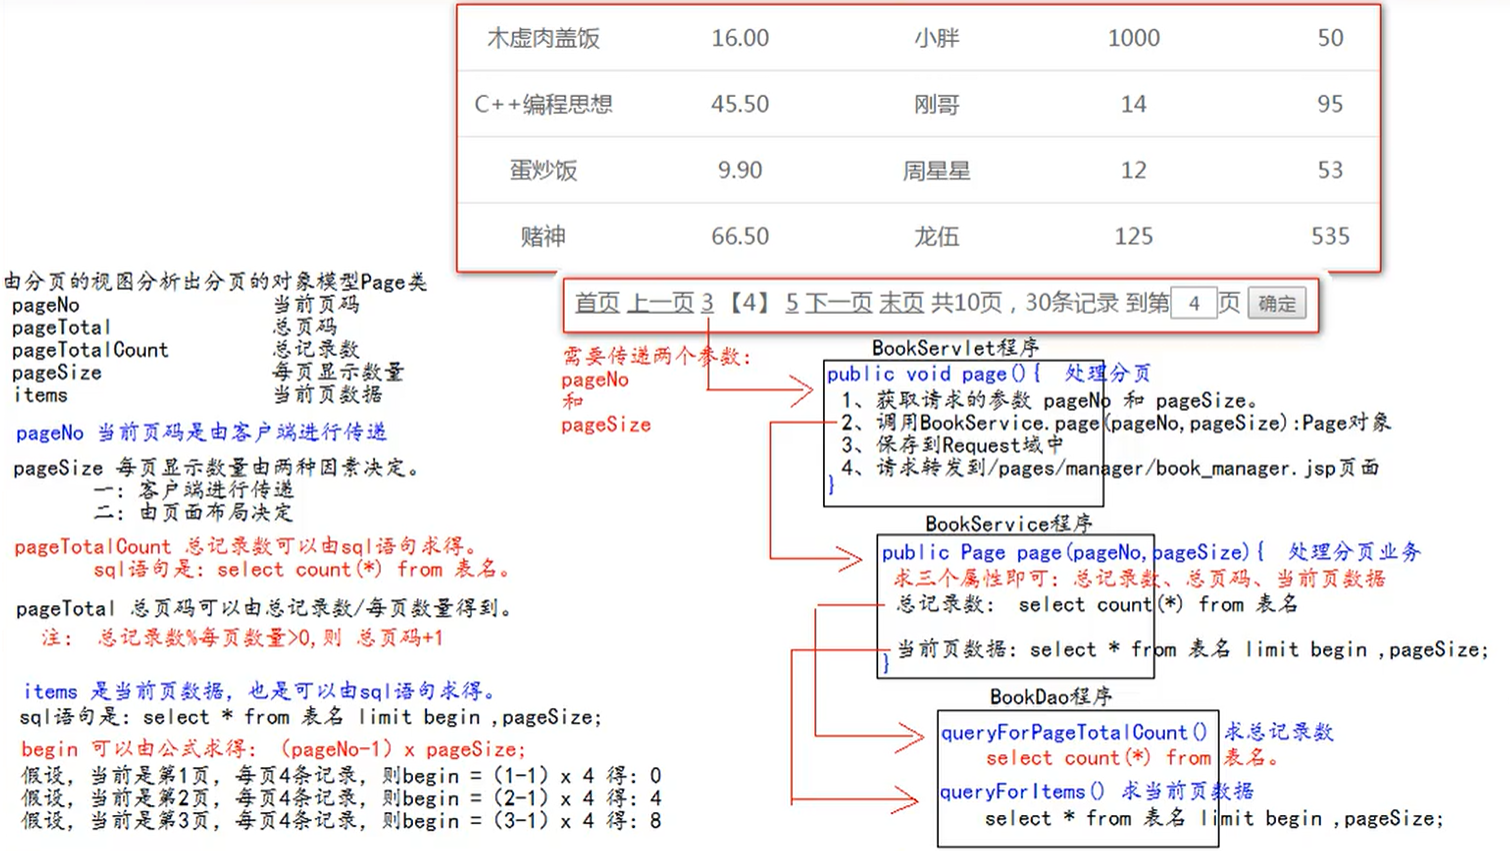 木虚肉盖饭 16.00 小胖 1000 50
C++编程思想 45.50 刚哥 14 95
蛋炒饭 9.90 周星星 12 53
赌神 66.50 龙伍 125 535
首页 上一页 3 【4】 5 下一页 末页 共10页，30条记录 到第 4 页 确定
由分页的视图分析出分页的对象模型Page类
pageNo 当前页码
pageTotal 总页码
pageTotalCount 总记录数
pageSize 每页显示数量
items 当前页数据
pageNo 当前页码是由客户端进行传递
pageSize 每页显示数量由两种因素决定。
一：客户端进行传递
二：由页面布局决定
pageTotalCount 总记录数可以由sql语句求得。
sql语句是：select count(*) from 表名。
pageTotal 总页码可以由总记录数/每页数量得到。
注： 总记录数%每页数量>0,则 总页码+1
items 是当前页数据，也是可以由sql语句求得。
sql语句是：select * from 表名 limit begin ,pageSize;
begin 可以由公式求得：（pageNo-1）x pageSize;
假设，当前是第1页，每页4条记录，则begin =（1-1）x 4 得：0
假设，当前是第2页，每页4条记录，则begin =（2-1）x 4 得：4
假设，当前是第3页，每页4条记录，则begin =（3-1）x 4 得：8
需要传递两个参数：
pageNo
和
pageSize
BookServlet程序
public void page(){ 处理分页
1、获取请求的参数 pageNo 和 pageSize。
2、调用BookService.page(pageNo,pageSize):Page对象
3、保存到Request域中
4、请求转发到/pages/manager/book_manager.jsp页面
}
BookService程序
public Page page(pageNo,pageSize){ 处理分页业务
求三个属性即可：总记录数、总页码、当前页数据
总记录数： select count(*) from 表名
当前页数据：select * from 表名 limit begin ,pageSize;
}
BookDao程序
queryForPageTotalCount() 求总记录数
select count(*) from 表名。
queryForItems() 求当前页数据
select * from 表名 limit begin ,pageSize;